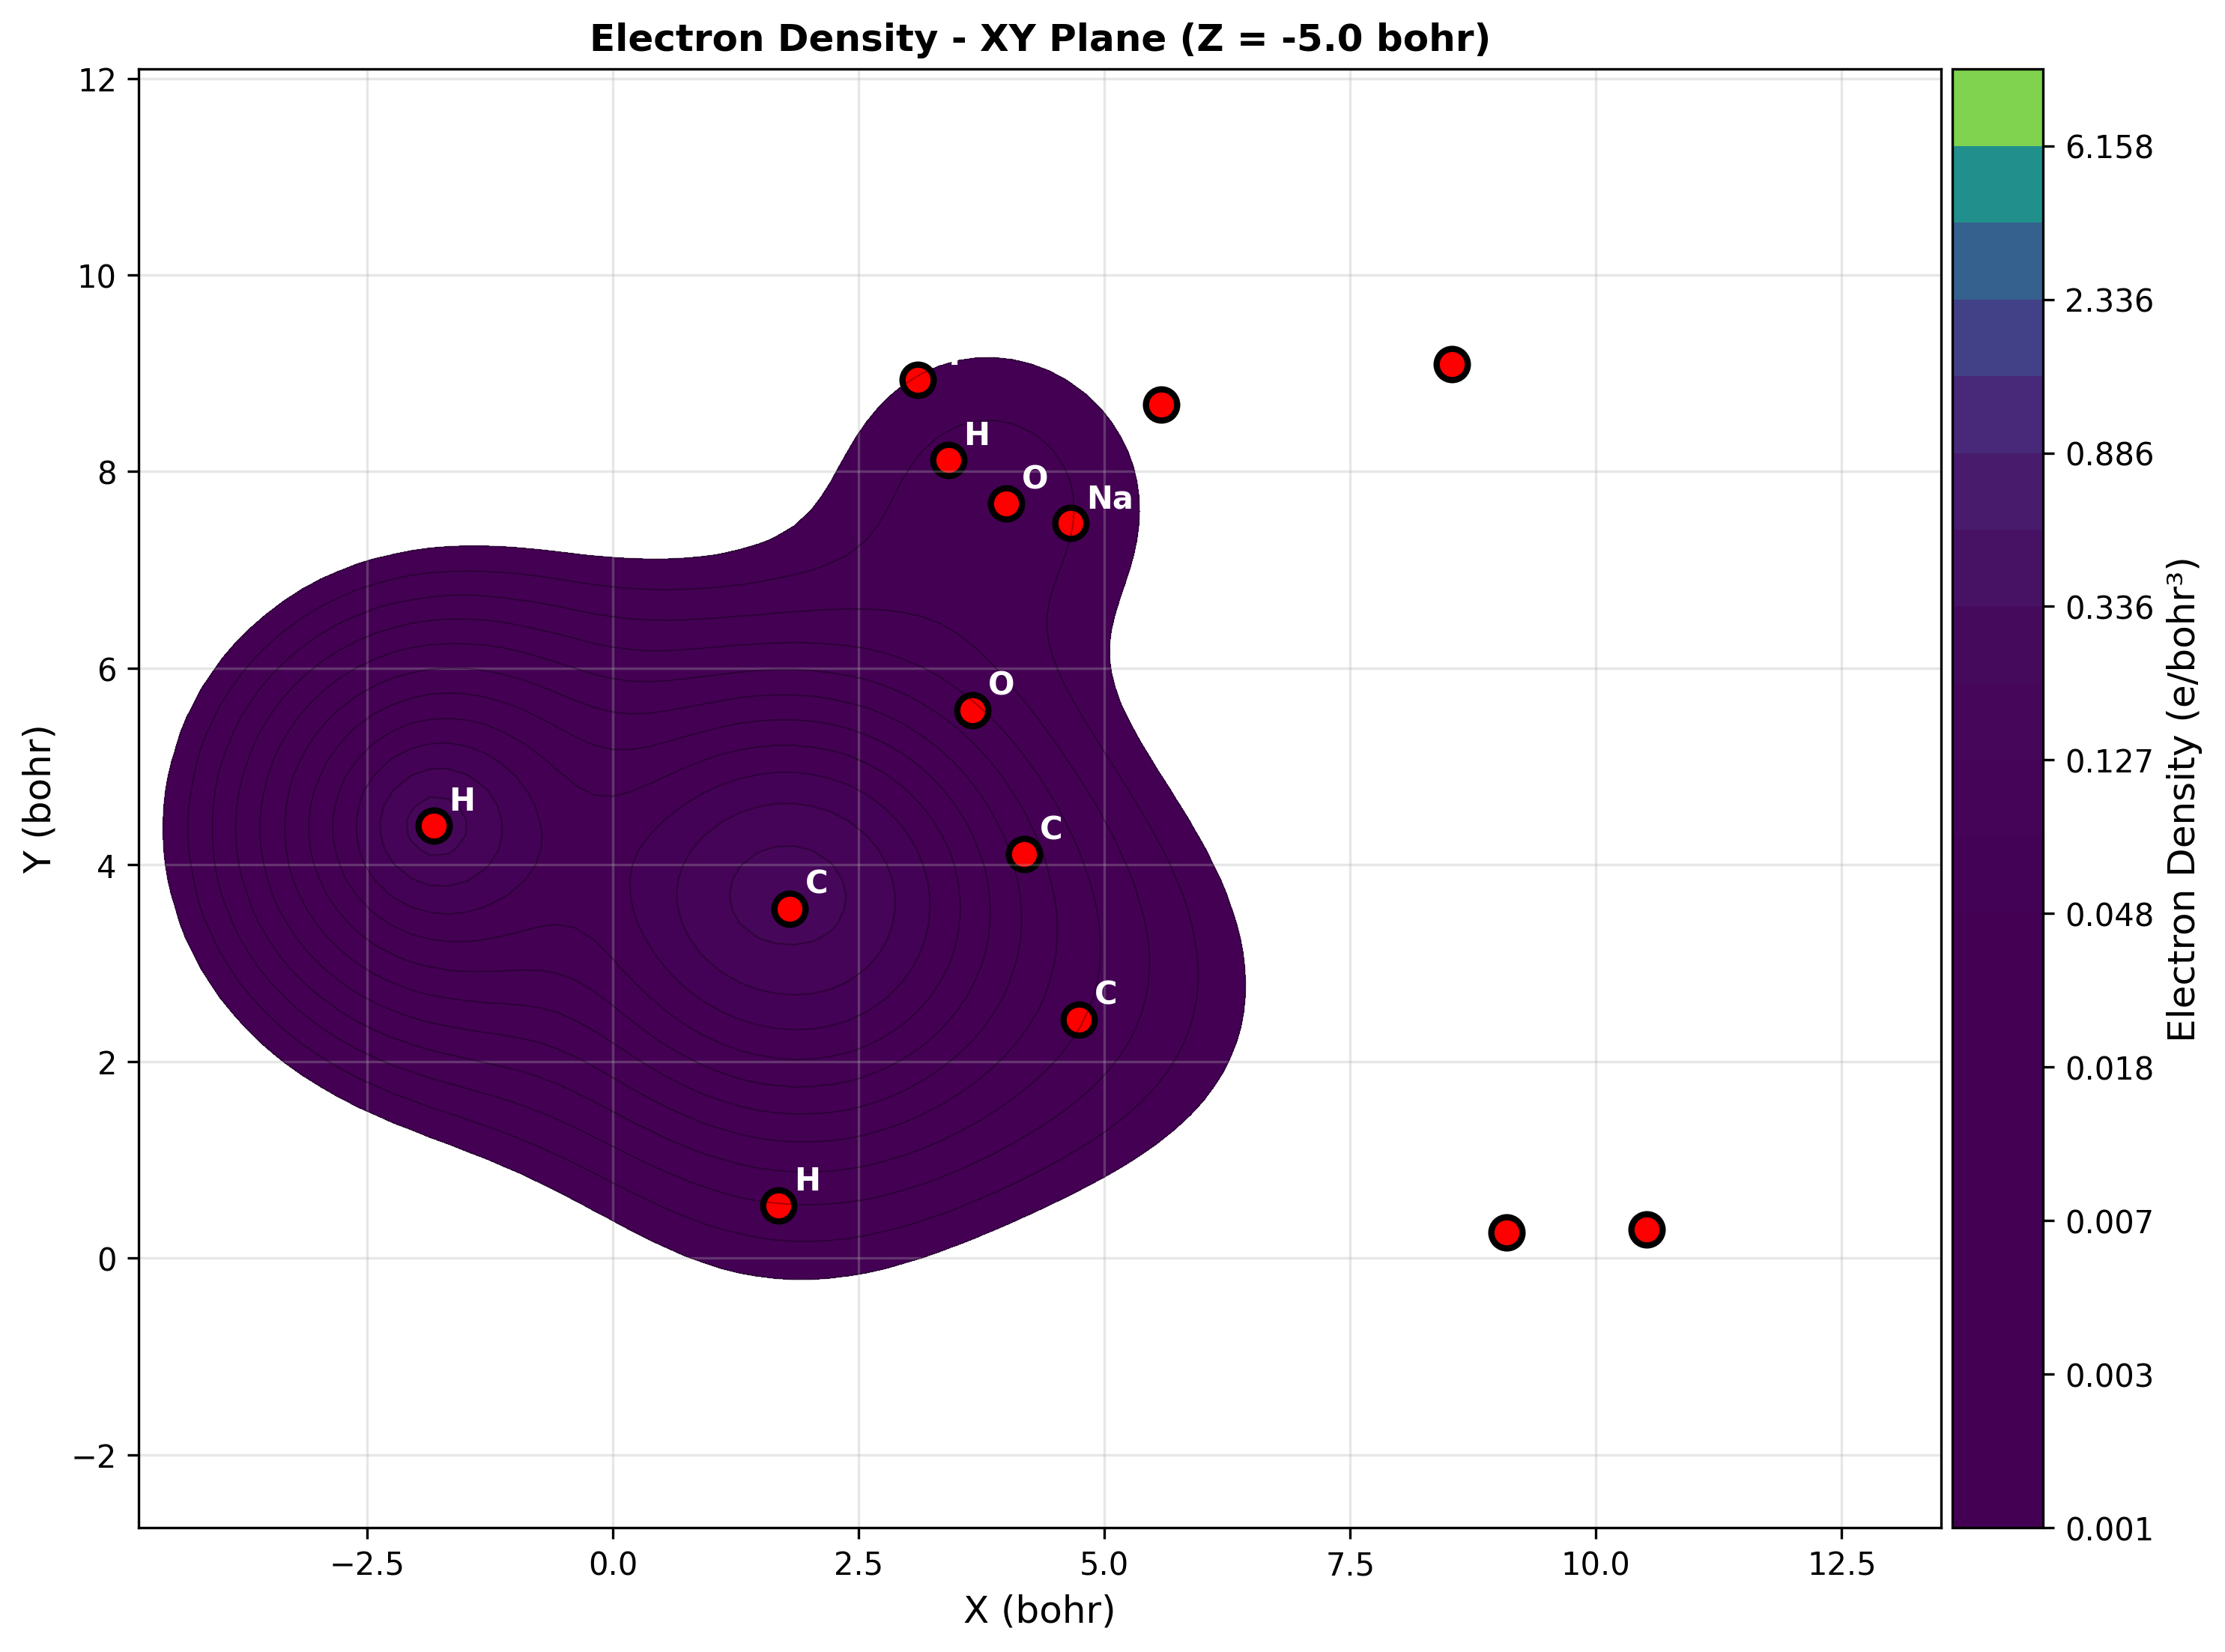 Electron Density - XY Plane (Z = -5.0 bohr)
12
10
8
6
4
2
0
−2
Y (bohr)
H
O
Na
O
H
C
C
C
H
−2.5
0.0
2.5
5.0
7.5
10.0
12.5
X (bohr)
6.158
2.336
0.886
0.336
0.127
0.048
0.018
0.007
0.003
0.001
Electron Density (e/bohr³)